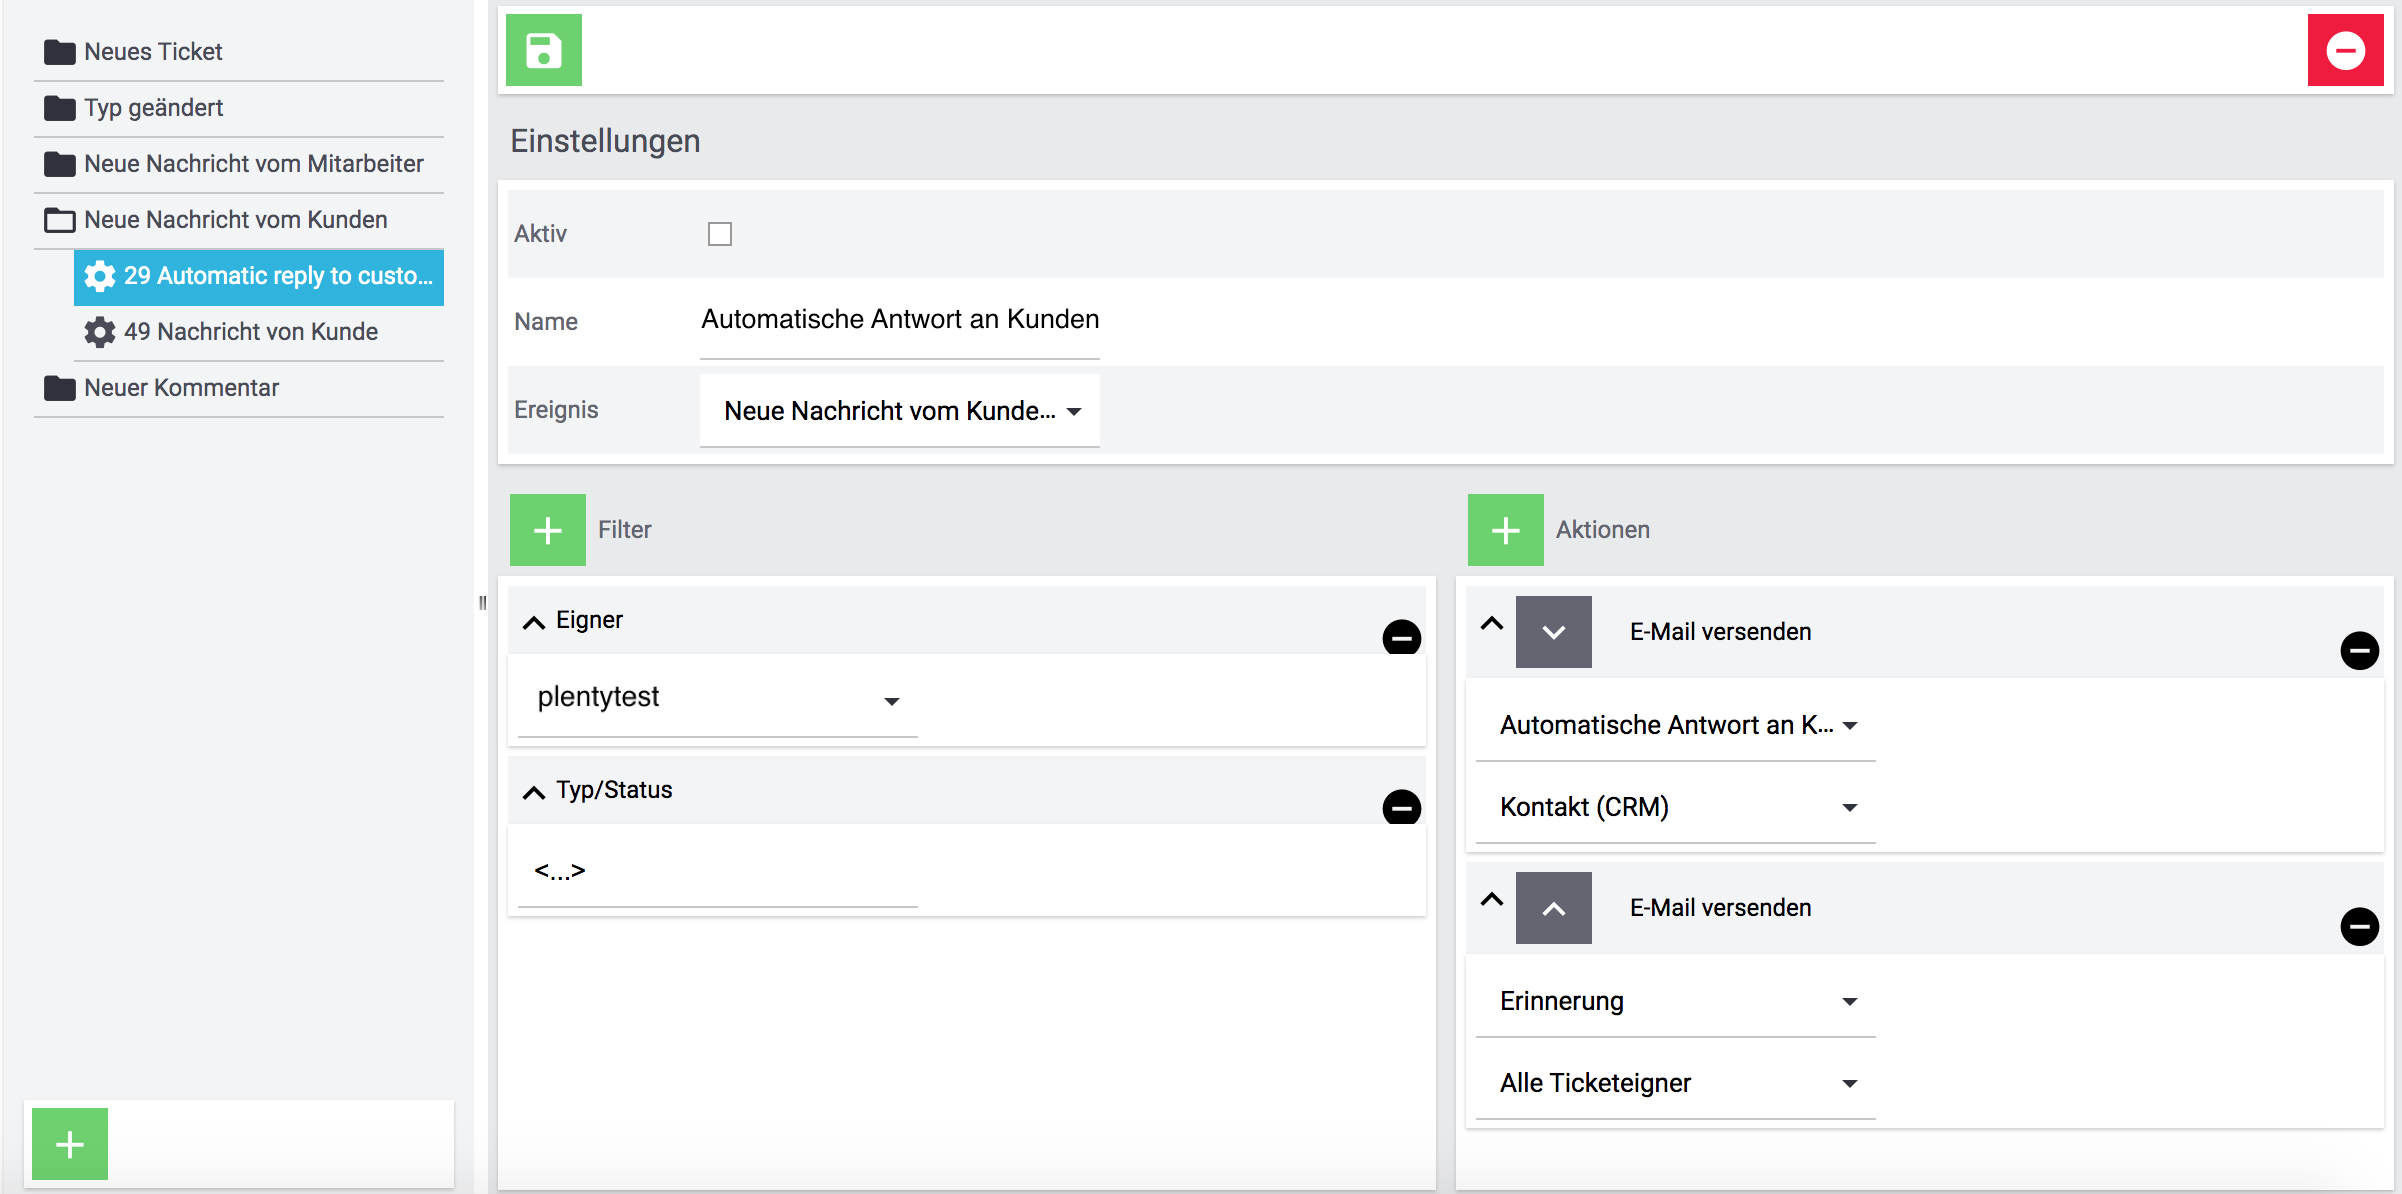 Neues Ticket
Typ geändert
Neue Nachricht vom Mitarbeiter
Neue Nachricht vom Kunden
29 Automatic reply to custo...
49 Nachricht von Kunde
Neuer Kommentar
Einstellungen
Aktiv
Name Automatische Antwort an Kunden
Ereignis Neue Nachricht vom Kunde...
Filter
Eigner
plentytest
Typ/Status
<...>
Aktionen
E-Mail versenden
Automatische Antwort an K...
Kontakt (CRM)
E-Mail versenden
Erinnerung
Alle Ticketeigner